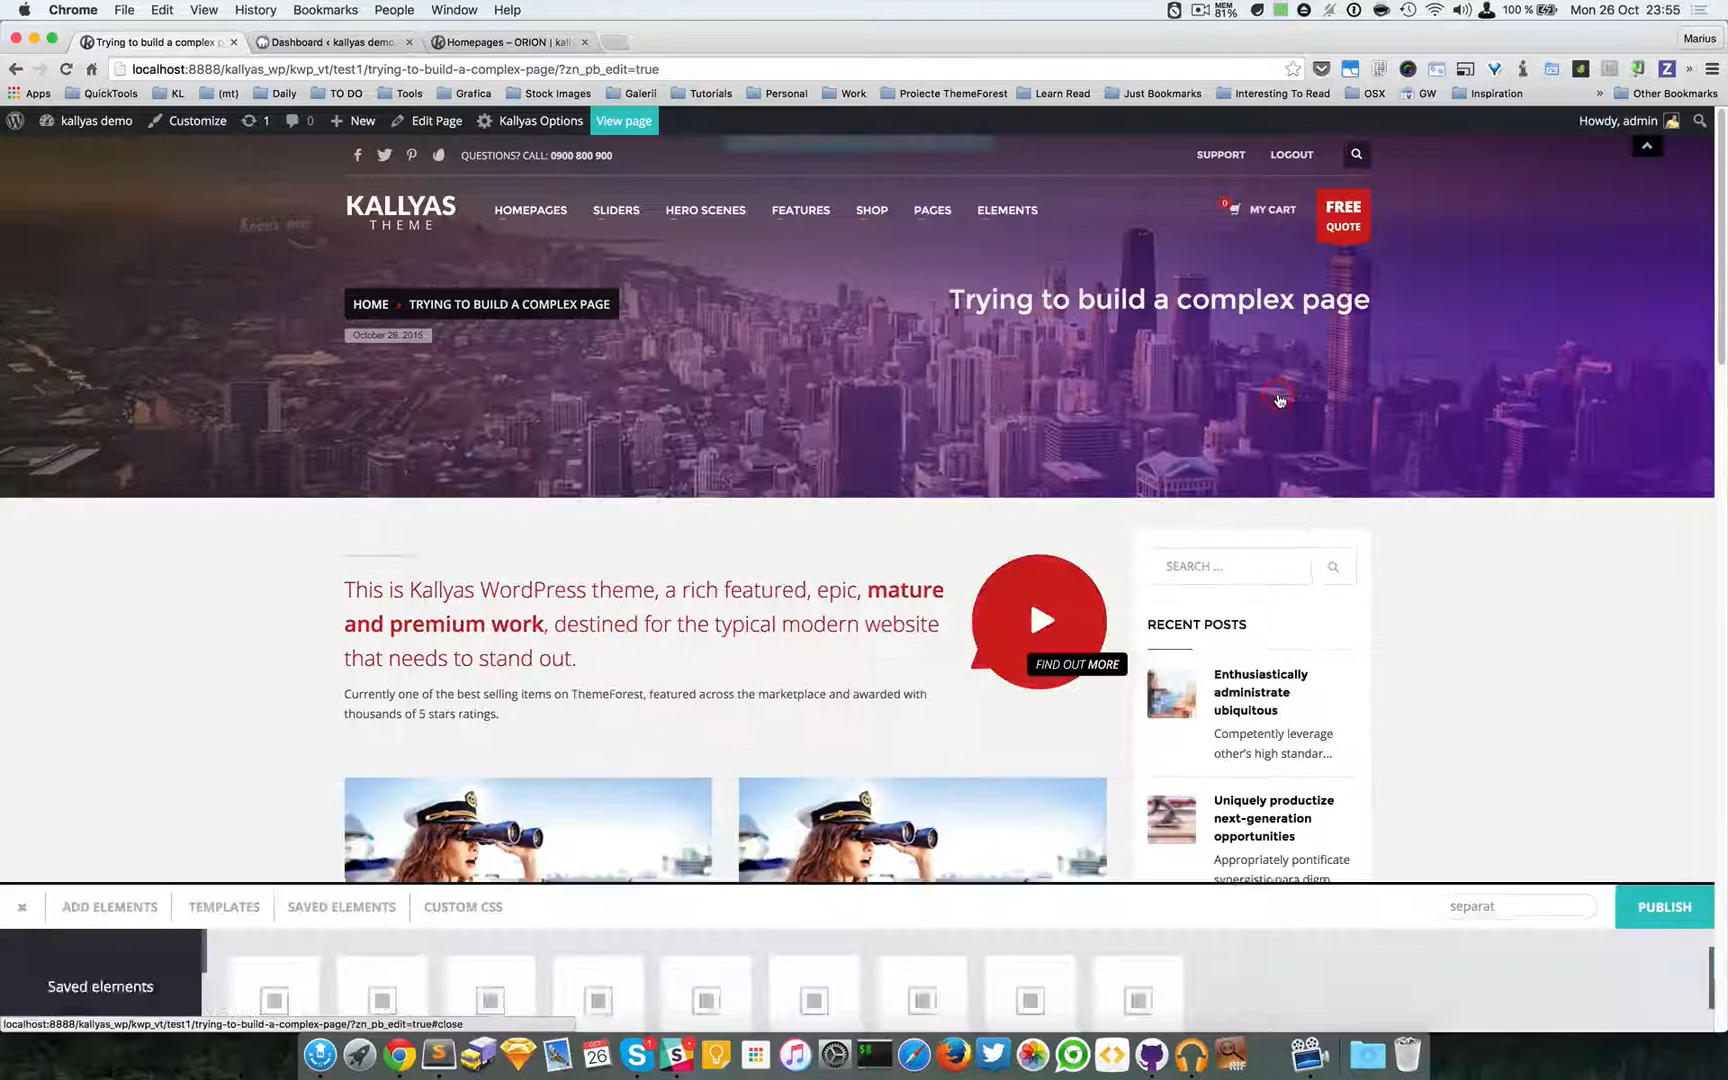 Chrome File Edit View History Bookmarks People Window Help MEM 81% 100 % Mon 26 Oct 23:55
Trying to build a complex p Dashboard ‹ kallyas demo Homepages – ORION | kall Marius
localhost:8888/kallyas_wp/kwp_vt/test1/trying-to-build-a-complex-page/?zn_pb_edit=true
Apps QuickTools KL (mt) Daily TO DO Tools Grafica Stock Images Galerii Tutorials Personal Work Proiecte ThemeForest Learn Read Just Bookmarks Interesting To Read OSX GW Inspiration » Other Bookmarks
kallyas demo Customize 1 0 New Edit Page Kallyas Options View page Howdy, admin
QUESTIONS? CALL: 0900 800 900 SUPPORT LOGOUT
KALLYAS
THEME
HOMEPAGES SLIDERS HERO SCENES FEATURES SHOP PAGES ELEMENTS 0 MY CART
FREE
QUOTE
HOME TRYING TO BUILD A COMPLEX PAGE
Trying to build a complex page
October 26, 2015
This is Kallyas WordPress theme, a rich featured, epic, mature
and premium work, destined for the typical modern website
that needs to stand out.
Currently one of the best selling items on ThemeForest, featured across the marketplace and awarded with
thousands of 5 stars ratings.
FIND OUT MORE
SEARCH ...
RECENT POSTS
Enthusiastically
administrate
ubiquitous
Competently leverage
other's high standar...
Uniquely productize
next-generation
opportunities
Appropriately pontificate
synergistic para digm
ADD ELEMENTS TEMPLATES SAVED ELEMENTS CUSTOM CSS separat PUBLISH
Saved elements
localhost:8888/kallyas_wp/kwp_vt/test1/trying-to-build-a-complex-page/?zn_pb_edit=true#close
OCT
26